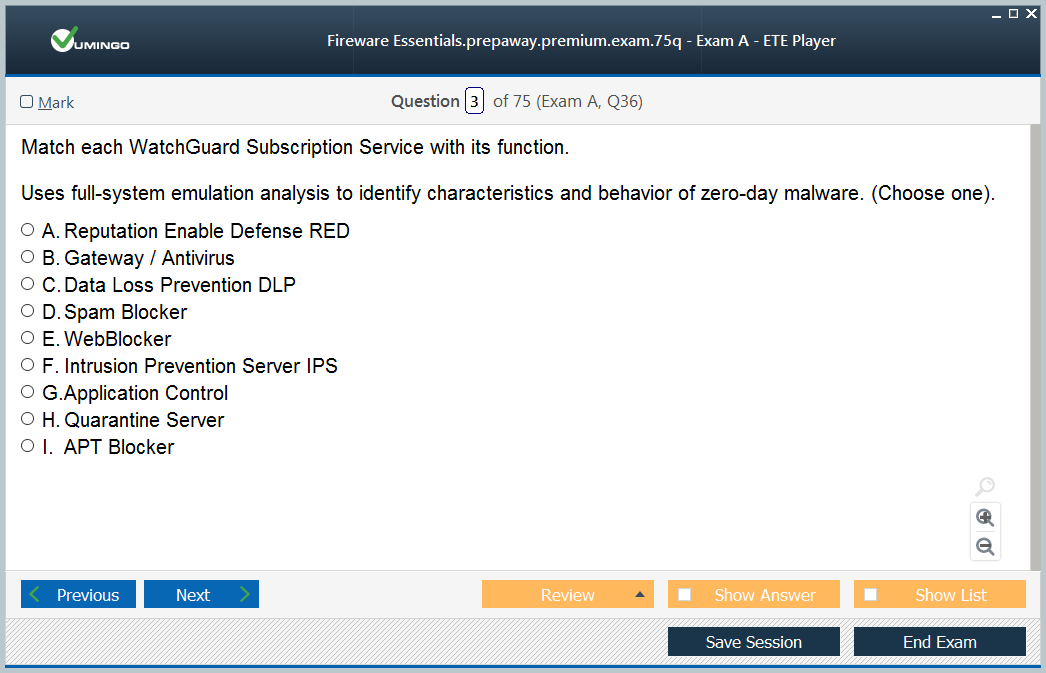 VUMINGO
Fireware Essentials.prepaway.premium.exam.75q - Exam A - ETE Player
Mark
Question 3 of 75 (Exam A, Q36)
Match each WatchGuard Subscription Service with its function.
Uses full-system emulation analysis to identify characteristics and behavior of zero-day malware. (Choose one).
A. Reputation Enable Defense RED
B. Gateway / Antivirus
C. Data Loss Prevention DLP
D. Spam Blocker
E. WebBlocker
F. Intrusion Prevention Server IPS
G. Application Control
H. Quarantine Server
I. APT Blocker
Previous
Next
Review
Show Answer
Show List
Save Session
End Exam